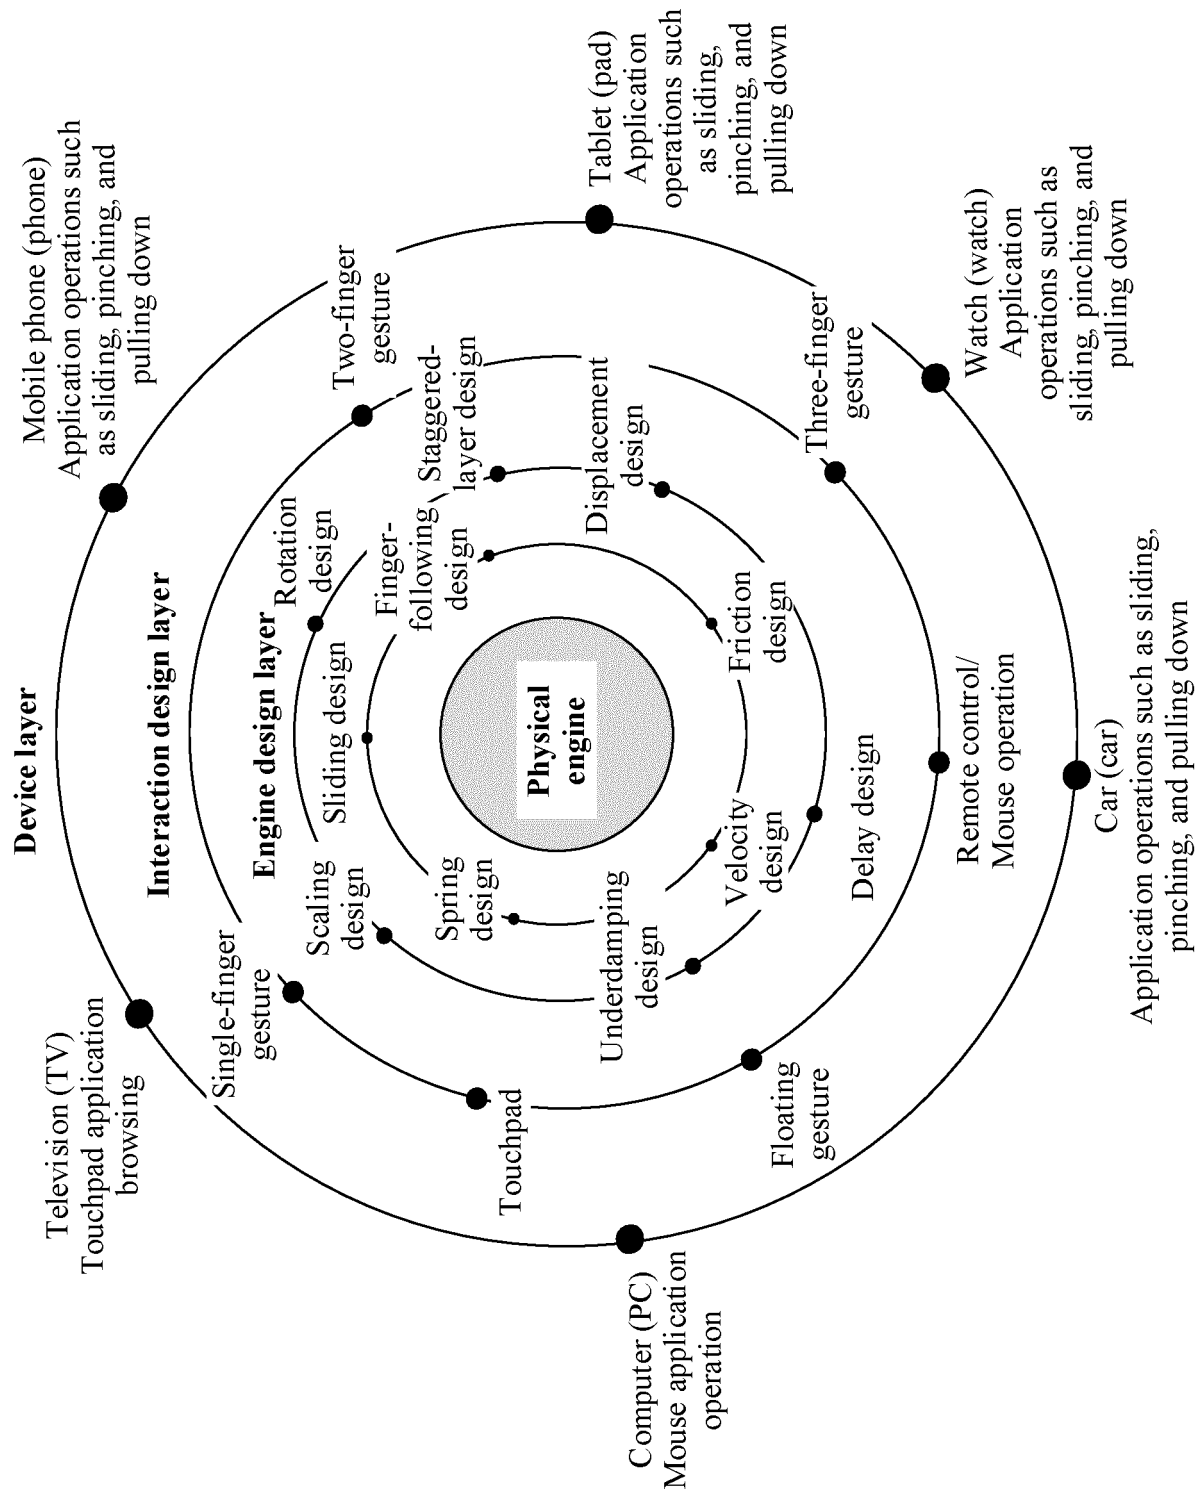 Device layer
Television (TV)
Touchpad application
browsing
Mobile phone (phone)
Application operations such
as sliding, pinching, and
pulling down
Interaction design layer
Single-finger
gesture
Two-finger
gesture
Engine design layer
Rotation
design
Scaling
design
Sliding design
Finger-
following
design
Staggered-
layer design
Spring
design
Touchpad
Physical
engine
Displacement
design
Tablet (pad)
Application
operations such
as sliding,
pinching, and
pulling down
Underdamping
design
Computer (PC)
Mouse application
operation
Velocity
design
Friction
design
Floating
gesture
Three-finger
gesture
Delay design
Remote control/
Mouse operation
Watch (watch)
Application
operations such as
sliding, pinching, and
pulling down
Car (car)
Application operations such as sliding,
pinching, and pulling down